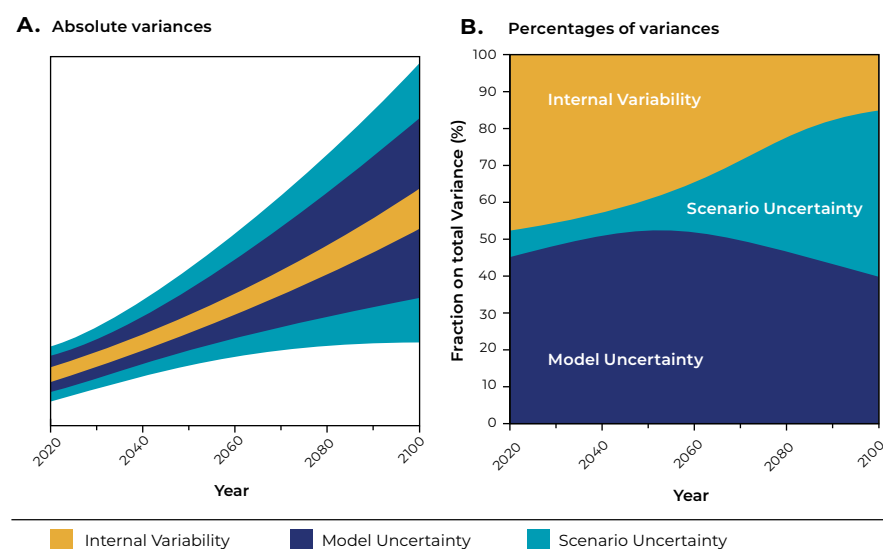 A. Absolute variances
B. Percentages of variances
100
90
80
70
60
50
40
30
20
10
0
Fraction on total Variance (%)
Internal Variability
Scenario Uncertainty
Model Uncertainty
2020
2040
2060
2080
2100
Year
2020
2040
2060
2080
2100
Year
Internal Variability
Model Uncertainty
Scenario Uncertainty